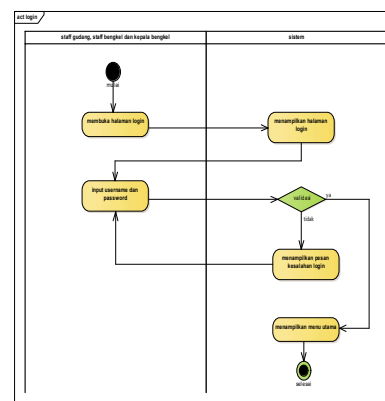 act login
staff gudang, staff bengkel dan kepala bengkel
sistem
mulai
membuka halaman login
menampilkan halaman
login
input username dan
password
validasi
ya
tidak
menampilkan pesan
kesalahan login
menampilkan menu utama
selesai